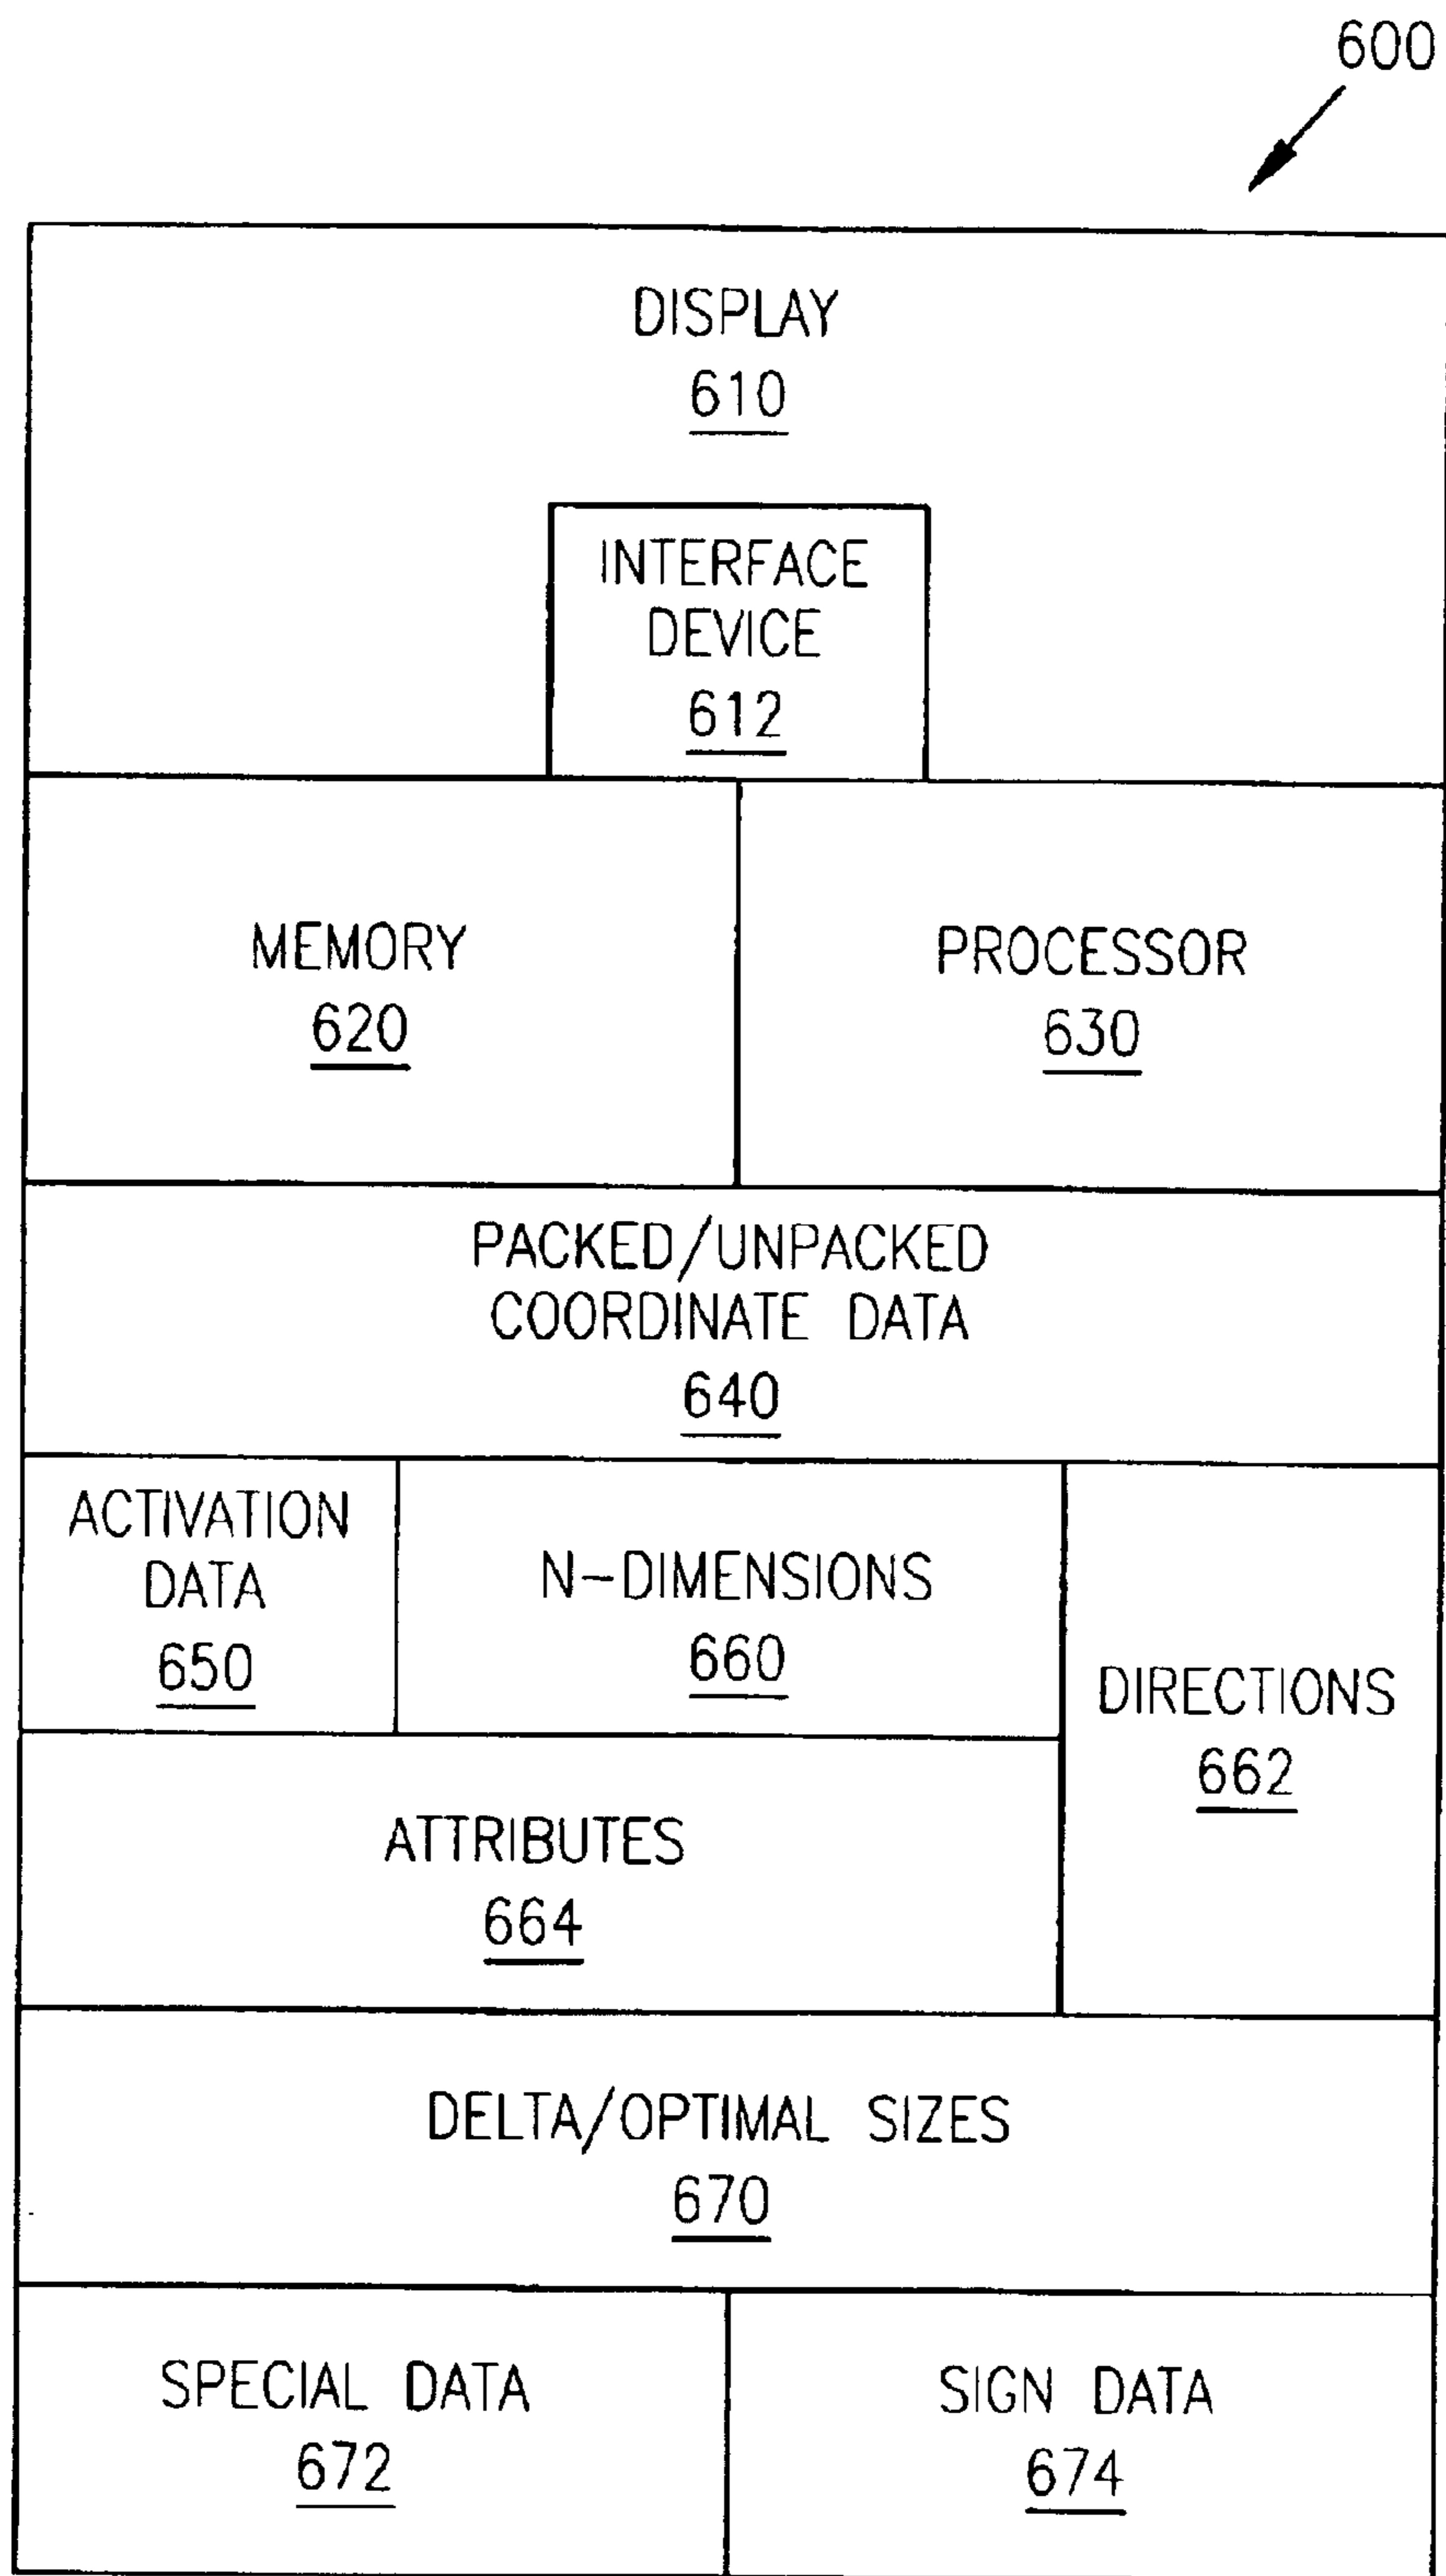 600
DISPLAY
610
INTERFACE
DEVICE
612
MEMORY
620
PROCESSOR
630
PACKED/UNPACKED
COORDINATE DATA
640
ACTIVATION
DATA
650
N-DIMENSIONS
660
DIRECTIONS
662
ATTRIBUTES
664
DELTA/OPTIMAL SIZES
670
SPECIAL DATA
672
SIGN DATA
674